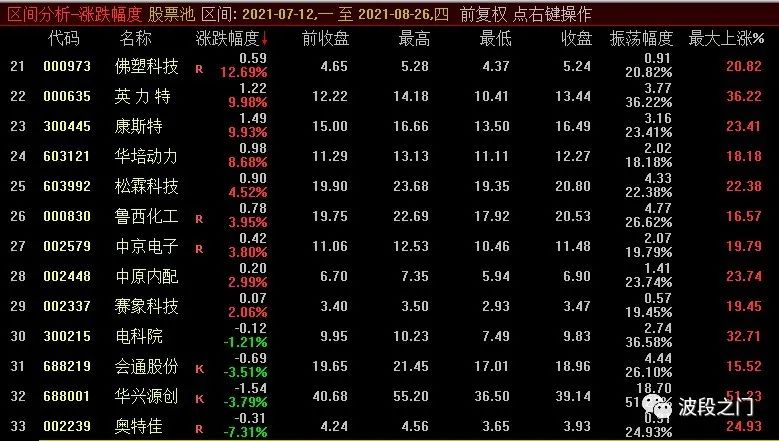 区间分析-涨跌幅度 股票池 区间: 2021-07-12,一 至 2021-08-26,四 前复权 点右键操作
代码 名称 涨跌幅度↓ 前收盘 最高 最低 收盘 振荡幅度 最大上涨%
21 000973 佛塑科技 R 0.59 12.69% 4.65 5.28 4.37 5.24 0.91 20.82% 20.82
22 000635 英力特 1.22 9.98% 12.22 14.18 10.41 13.44 3.77 36.22% 36.22
23 300445 康斯特 1.49 9.93% 15.00 16.66 13.50 16.49 3.16 23.41% 23.41
24 603121 华培动力 0.98 8.68% 11.29 13.13 11.11 12.27 2.02 18.18% 18.18
25 603992 松霖科技 0.90 4.52% 19.90 23.68 19.35 20.80 4.33 22.38% 22.38
26 000830 鲁西化工 R 0.78 3.95% 19.75 22.69 17.92 20.53 4.77 26.62% 16.57
27 002579 中京电子 R 0.42 3.80% 11.06 12.53 10.46 11.48 2.07 19.79% 19.79
28 002448 中原内配 0.20 2.99% 6.70 7.35 5.94 6.90 1.41 23.74% 23.74
29 002337 赛象科技 0.07 2.06% 3.40 3.50 2.93 3.47 0.57 19.45% 19.45
30 300215 电科院 -0.12 -1.21% 9.95 10.23 7.49 9.83 2.74 36.58% 32.71
31 688219 会通股份 K -0.69 -3.51% 19.65 21.45 17.01 18.96 4.44 26.10% 15.52
32 688001 华兴源创 K -1.54 -3.79% 40.68 55.20 36.50 39.14 18.70
33 002239 奥特佳 R -0.31 -7.31% 4.24 4.56 3.65 3.93 24.93% 24.93
波段之门